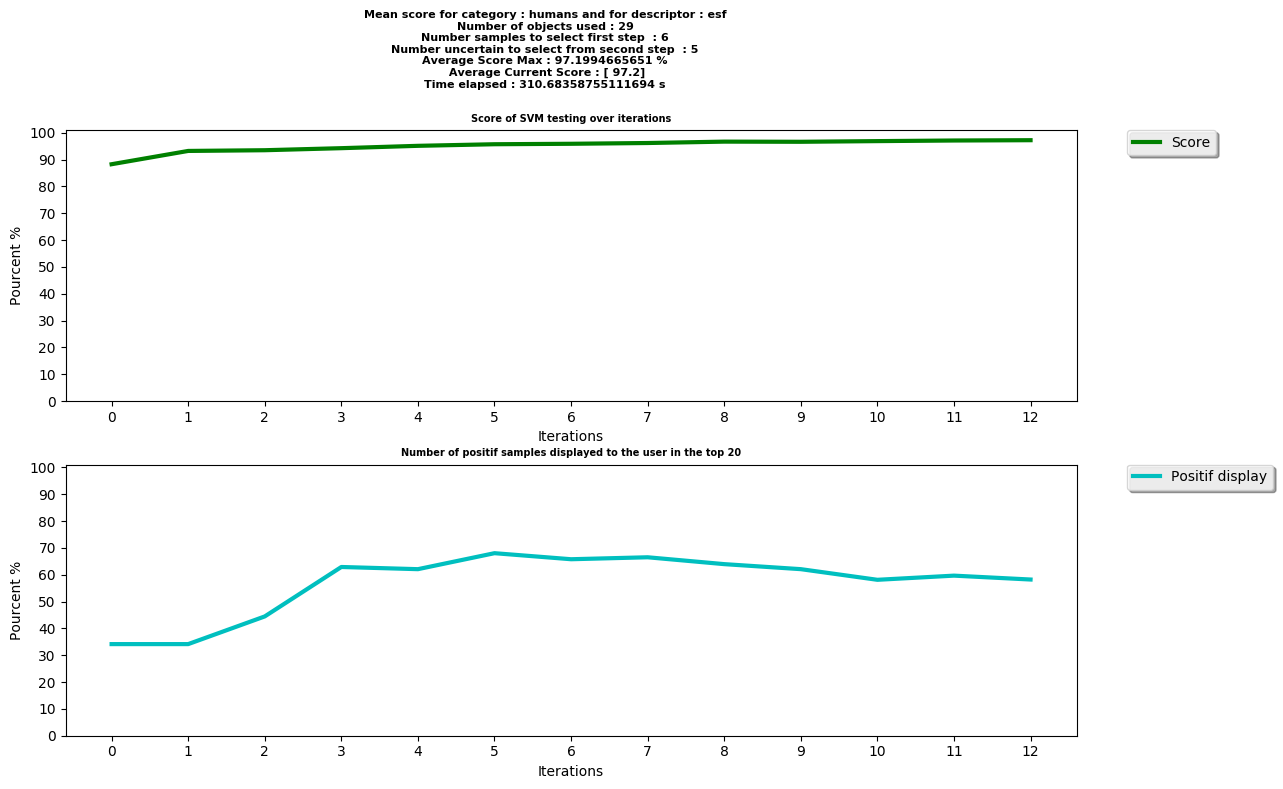 Mean score for category : humans and for descriptor : esf
Number of objects used : 29
Number samples to select first step  : 6
Number uncertain to select from second step  : 5
Average Score Max : 97.1994665651 %
Average Current Score : [ 97.2]
Time elapsed : 310.68358755111694 s
Score of SVM testing over iterations
100
90
80
70
60
50
40
30
20
10
0
Pourcent %
0 1 2 3 4 5 6 7 8 9 10 11 12
Iterations
Score
Number of positif samples displayed to the user in the top 20
100
90
80
70
60
50
40
30
20
10
0
Pourcent %
0 1 2 3 4 5 6 7 8 9 10 11 12
Iterations
Positif display